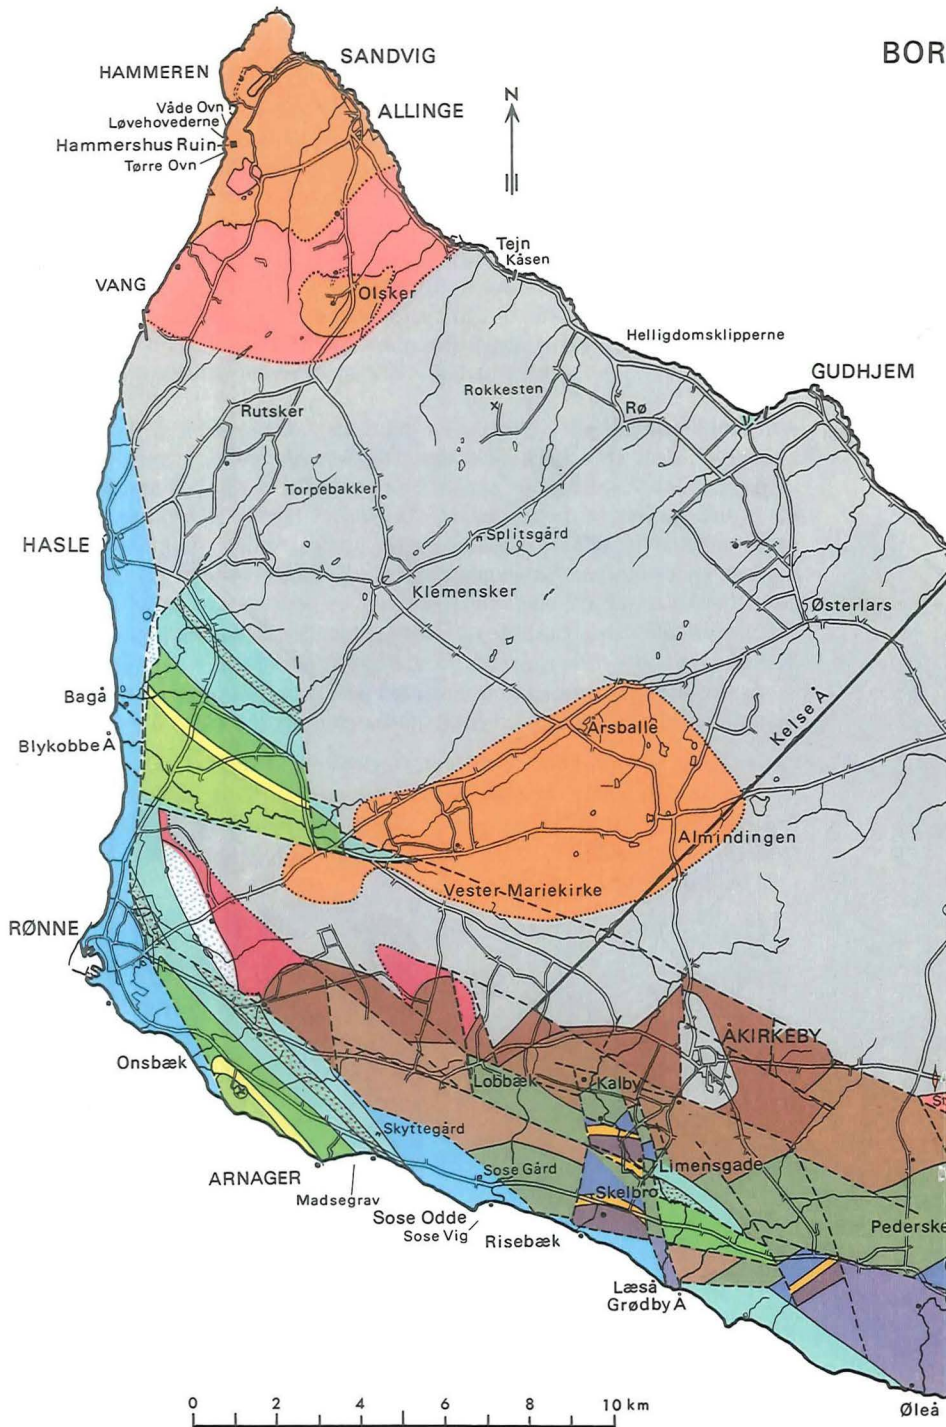 BOR
SANDVIG
HAMMEREN
N
Våde Ovn
Løvehovederne
ALLINGE
Hammershus Ruin
Tørre Ovn
Tejn
Kåsen
VANG
Olsker
Helligdomsklipperne
GUDHJEM
Rokkesten
Rutsker
Rø
Torpebakker
Splitsgård
HASLE
Klemensker
Østerlars
Bagå
Kelse Å
Årsballe
Blykobbe Å
Almindingen
Vester-Mariekirke
RØNNE
ÅKIRKEBY
Onsbæk
Lobbæk
Kalby
Skyttegård
Limensgade
Sose Gård
ARNAGER
Skelbro
Madsegrav
Sose Odde
Sose Vig
Risebæk
Pederske
Læså
Grødby Å
0 2 4 6 8 10 km
Øleå